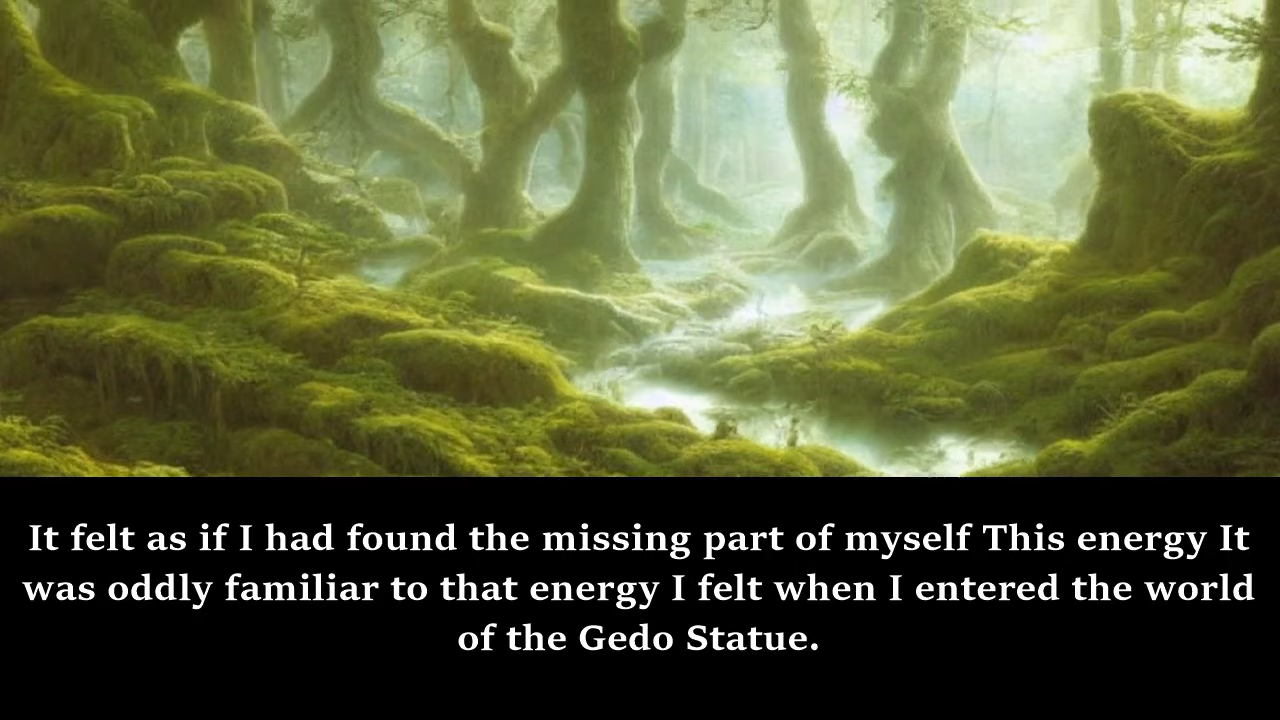 It felt as if I had found the missing part of myself This energy It
was oddly familiar to that energy I felt when I entered the world
of the Gedo Statue.